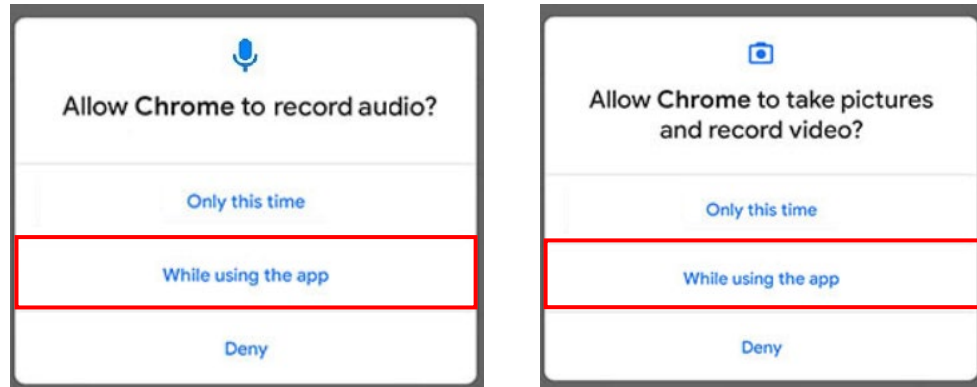 Allow Chrome to record audio?
Only this time
While using the app
Deny
Allow Chrome to take pictures
and record video?
Only this time
While using the app
Deny